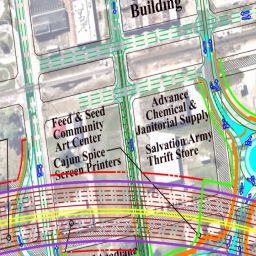 Building
Feed & Seed
Community
Art Center
Cajun Spice
Screen Printers
Advance
Chemical &
Janitorial Supply
Salvation Army
Thrift Store